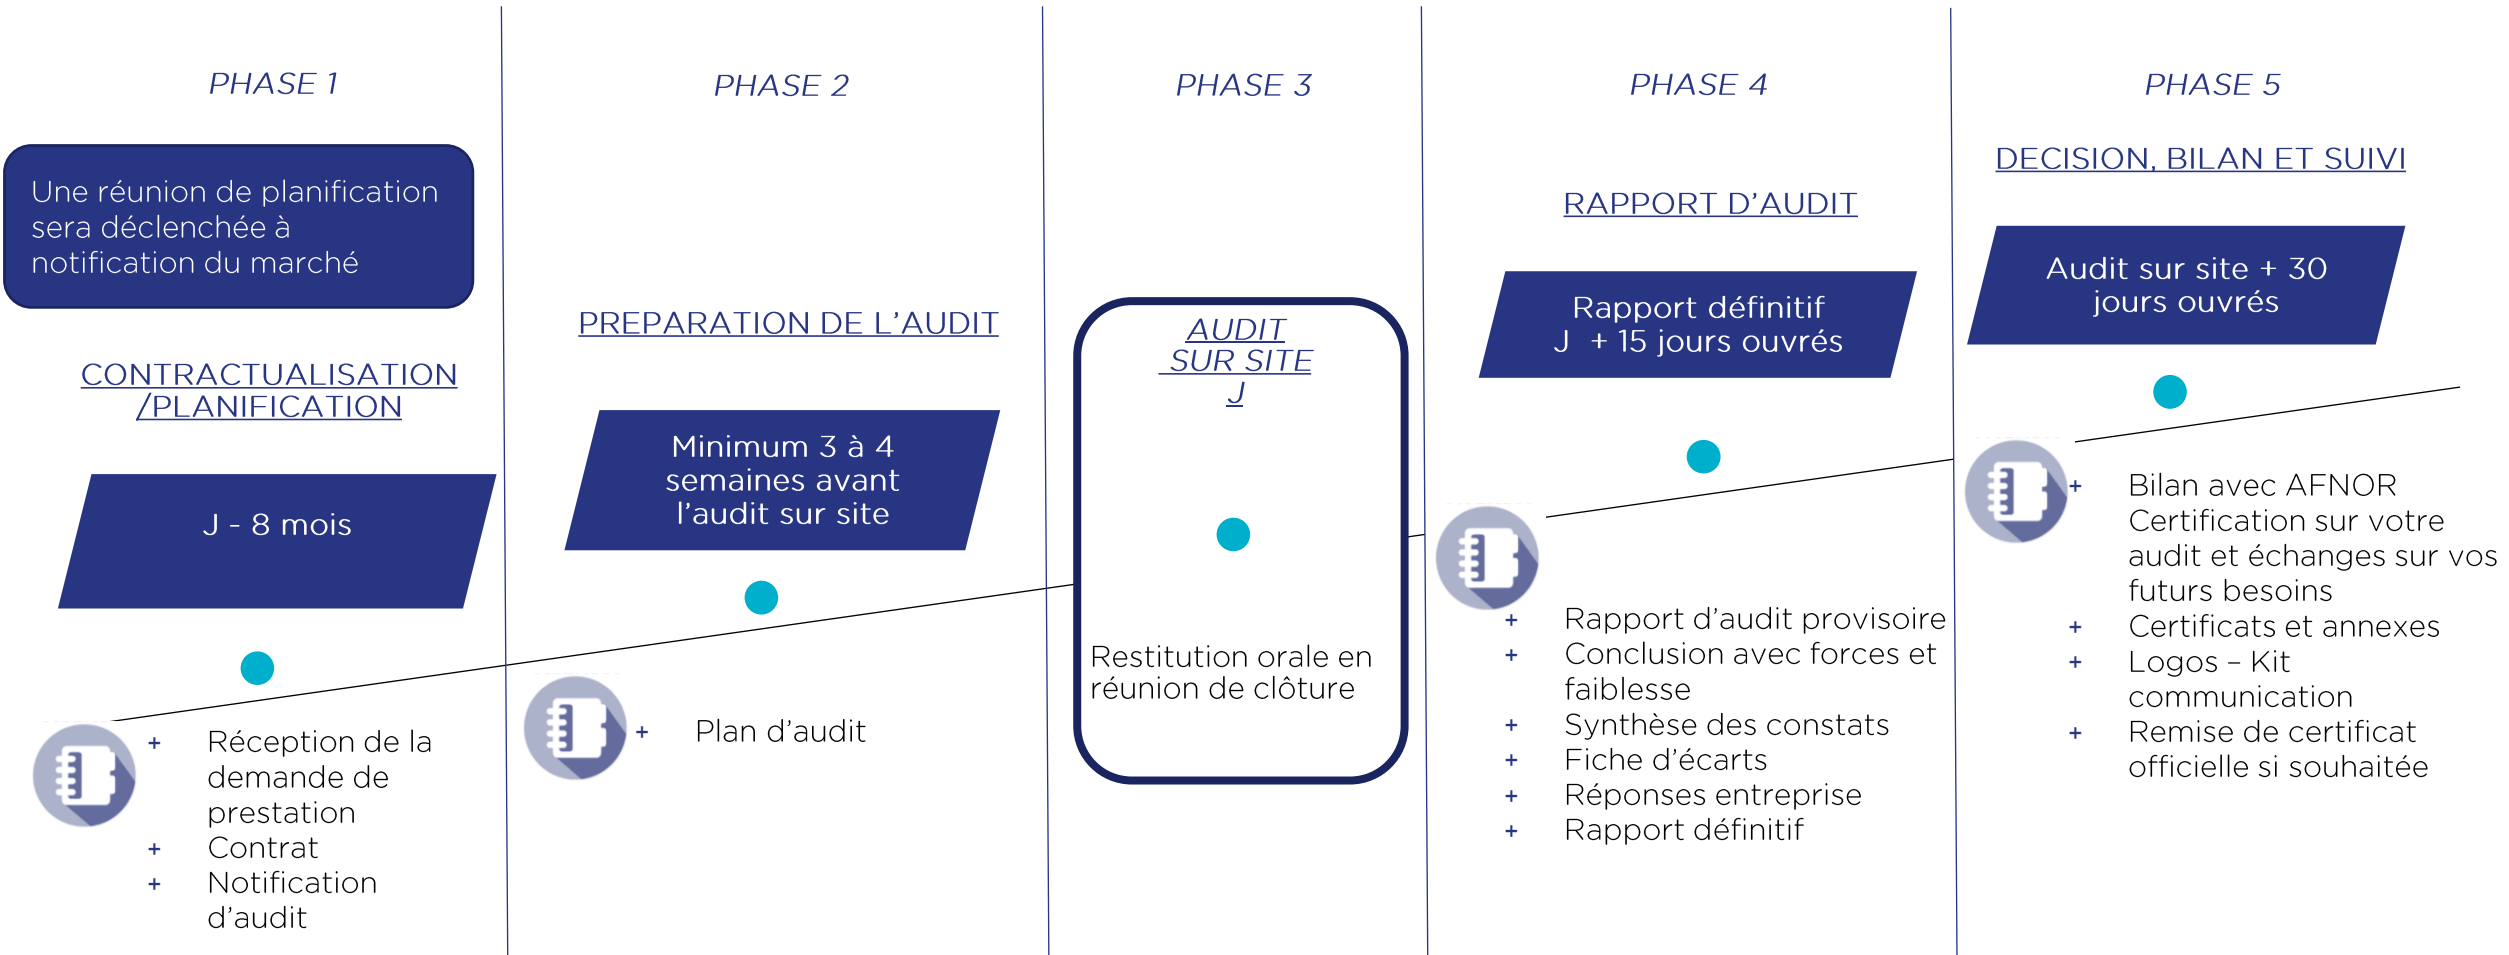 PHASE 1
Une réunion de planification
sera déclenchée à
notification du marché
CONTRACTUALISATION
/PLANIFICATION
J - 8 mois
+ Réception de la
demande de
prestation
+ Contrat
+ Notification
d’audit
PHASE 2
PREPARATION DE L’AUDIT
Minimum 3 à 4
semaines avant
l’audit sur site
+ Plan d’audit
PHASE 3
AUDIT
SUR SITE
J
Restitution orale en
réunion de clôture
PHASE 4
RAPPORT D’AUDIT
Rapport définitif
J + 15 jours ouvrés
+ Rapport d’audit provisoire
+ Conclusion avec forces et
faiblesse
+ Synthèse des constats
+ Fiche d’écarts
+ Réponses entreprise
+ Rapport définitif
PHASE 5
DECISION, BILAN ET SUIVI
Audit sur site + 30
jours ouvrés
+ Bilan avec AFNOR
Certification sur votre
audit et échanges sur vos
futurs besoins
+ Certificats et annexes
+ Logos – Kit
communication
+ Remise de certificat
officielle si souhaitée